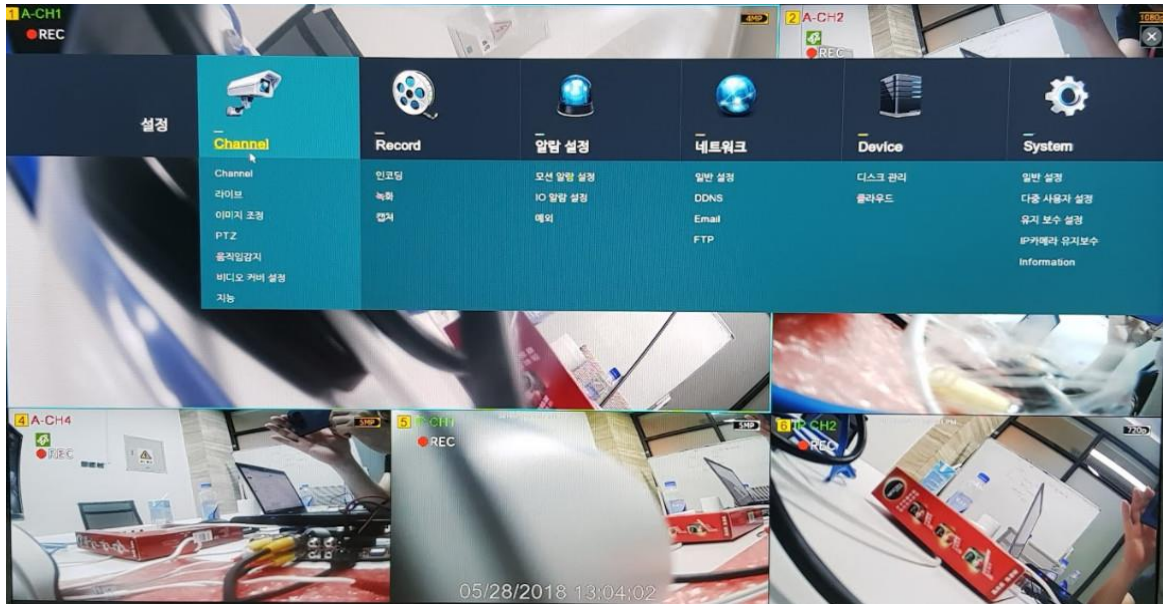 1 A-CH1
REC
4MP
2 A-CH2
1080p
REC
설정
Channel
Record
알람 설정
네트워크
Device
System
Channel
라이브
이미지 조정
PTZ
움직임감지
비디오 커버 설정
지능
인코딩
녹화
캡처
모션 알람 설정
IO 알람 설정
예외
일반 설정
DDNS
Email
FTP
디스크 관리
클라우드
일반 설정
다중 사용자 설정
유지 보수 설정
IP카메라 유지보수
Information
4 A-CH4
5MP
REC
5 IP-CH1
5MP
REC
6 IP-CH2
720p
REC
05/28/2018 13:04:02